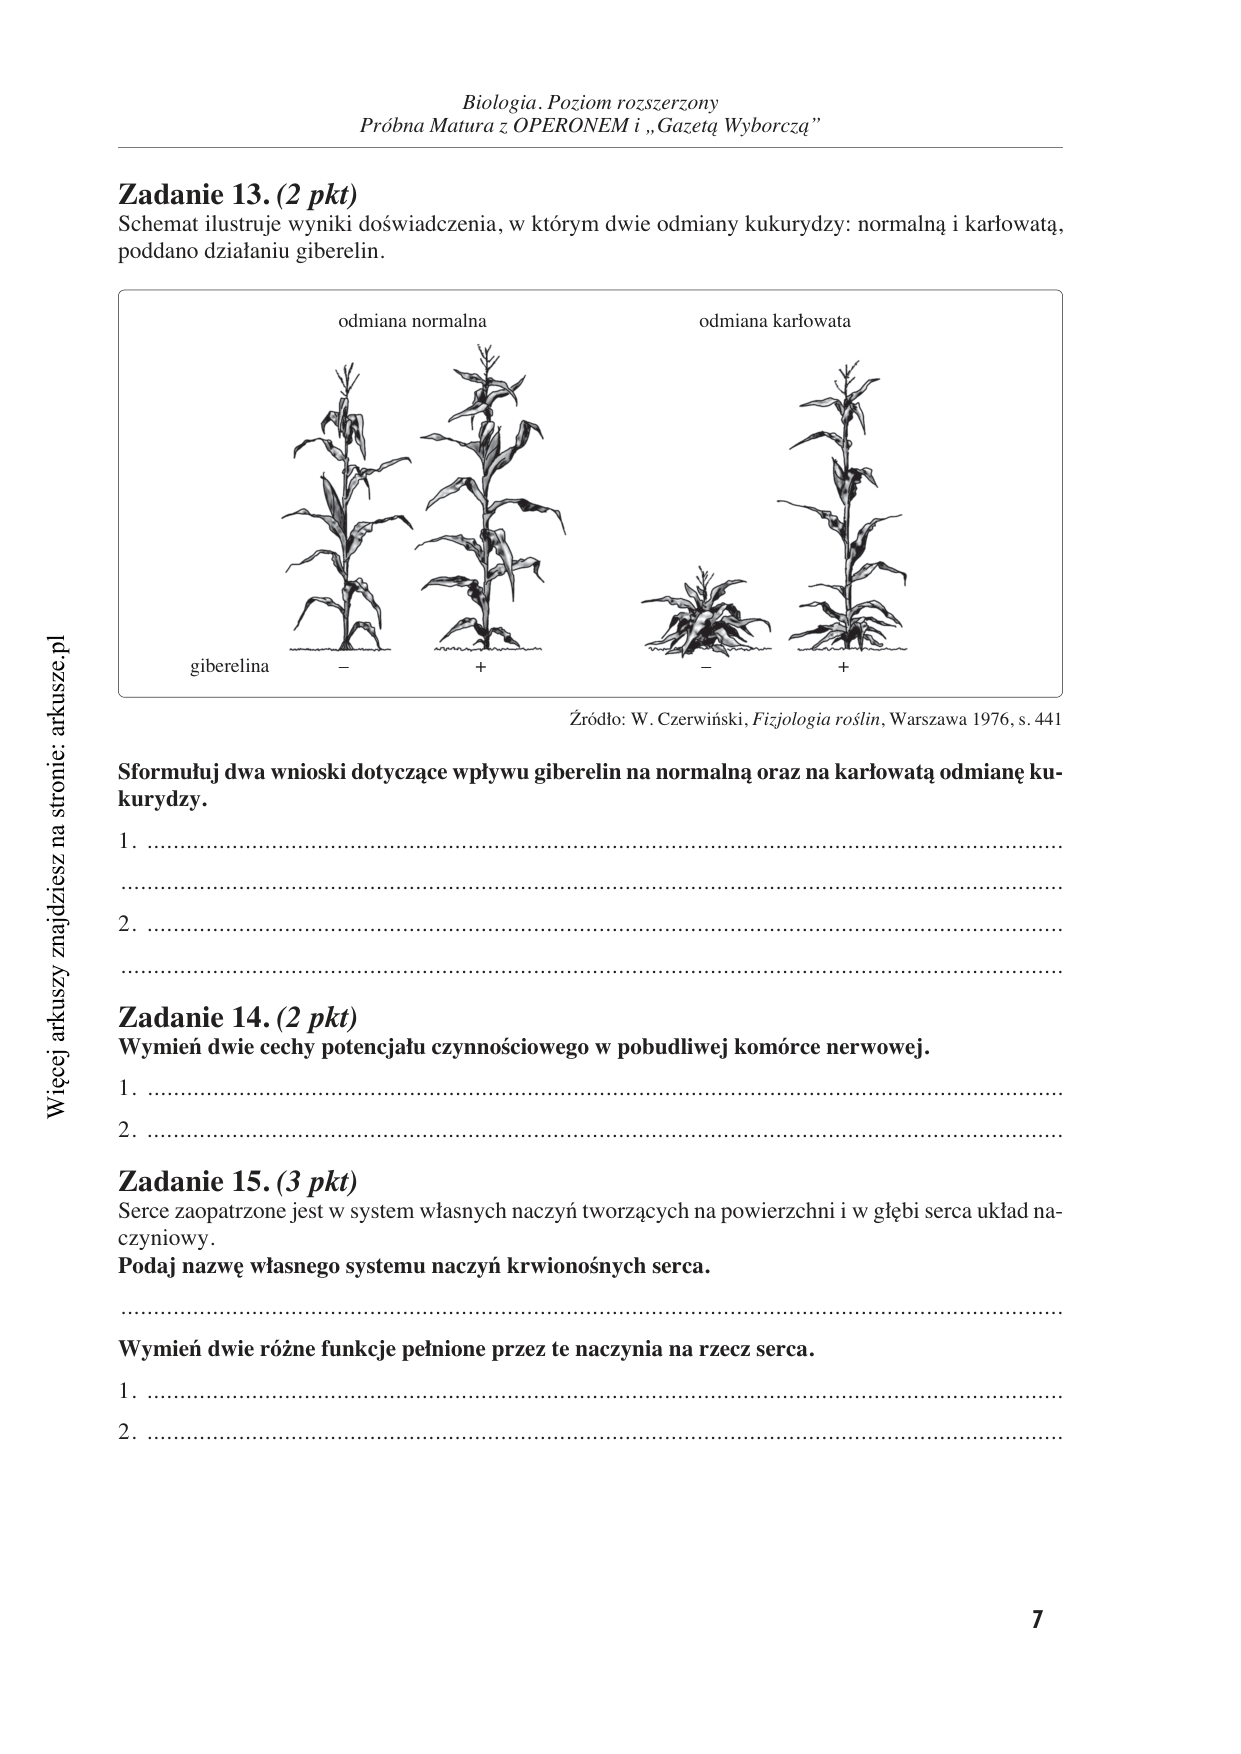 Biologia. Poziom rozszerzony
Próbna Matura z OPERONEM i „Gazetą Wyborczą”
Zadanie 13. (2 pkt)
Schemat ilustruje wyniki doświadczenia, w którym dwie odmiany kukurydzy: normalną i karłowatą,
poddano działaniu giberelin.
odmiana normalna
odmiana karłowata
giberelina – + – +
Źródło: W. Czerwiński, Fizjologia roślin, Warszawa 1976, s. 441
Sformułuj dwa wnioski dotyczące wpływu giberelin na normalną oraz na karłowatą odmianę ku-
kurydzy.
1. ..........................................................................................
..........................................................................................
2. ..........................................................................................
..........................................................................................
Zadanie 14. (2 pkt)
Wymień dwie cechy potencjału czynnościowego w pobudliwej komórce nerwowej.
1. ..........................................................................................
2. ..........................................................................................
Zadanie 15. (3 pkt)
Serce zaopatrzone jest w system własnych naczyń tworzących na powierzchni i w głębi serca układ na-
czyniowy.
Podaj nazwę własnego systemu naczyń krwionośnych serca.
..........................................................................................
Wymień dwie różne funkcje pełnione przez te naczynia na rzecz serca.
1. ..........................................................................................
2. ..........................................................................................
7
Więcej arkuszy znajdziesz na stronie: arkusze.pl